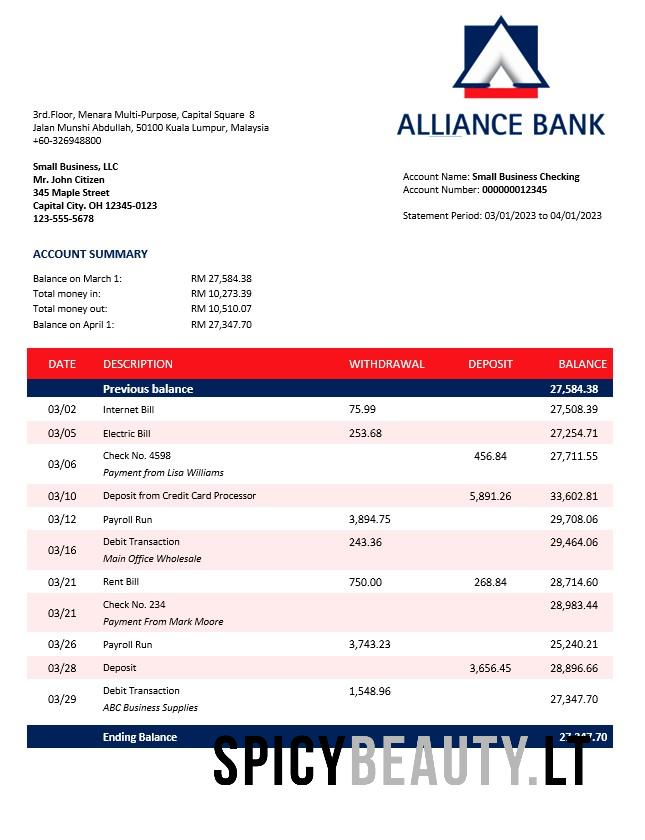 ALLIANCE BANK
3rd.Floor, Menara Multi-Purpose, Capital Square 8
Jalan Munshi Abdullah, 50100 Kuala Lumpur, Malaysia
+60-326948800
Small Business, LLC
Mr. John Citizen
345 Maple Street
Capital City. OH 12345-0123
123-555-5678
Account Name: Small Business Checking
Account Number: 000000012345
Statement Period: 03/01/2023 to 04/01/2023
ACCOUNT SUMMARY
Balance on March 1: RM 27,584.38
Total money in: RM 10,273.39
Total money out: RM 10,510.07
Balance on April 1: RM 27,347.70
DATE DESCRIPTION WITHDRAWAL DEPOSIT BALANCE
Previous balance 27,584.38
03/02 Internet Bill 75.99 27,508.39
03/05 Electric Bill 253.68 27,254.71
03/06 Check No. 4598 456.84 27,711.55
Payment from Lisa Williams
03/10 Deposit from Credit Card Processor 5,891.26 33,602.81
03/12 Payroll Run 3,894.75 29,708.06
03/16 Debit Transaction 243.36 29,464.06
Main Office Wholesale
03/21 Rent Bill 750.00 268.84 28,714.60
03/21 Check No. 234 28,983.44
Payment From Mark Moore
03/26 Payroll Run 3,743.23 25,240.21
03/28 Deposit 3,656.45 28,896.66
03/29 Debit Transaction 1,548.96 27,347.70
ABC Business Supplies
Ending Balance
SPICYBEAUTY.LT